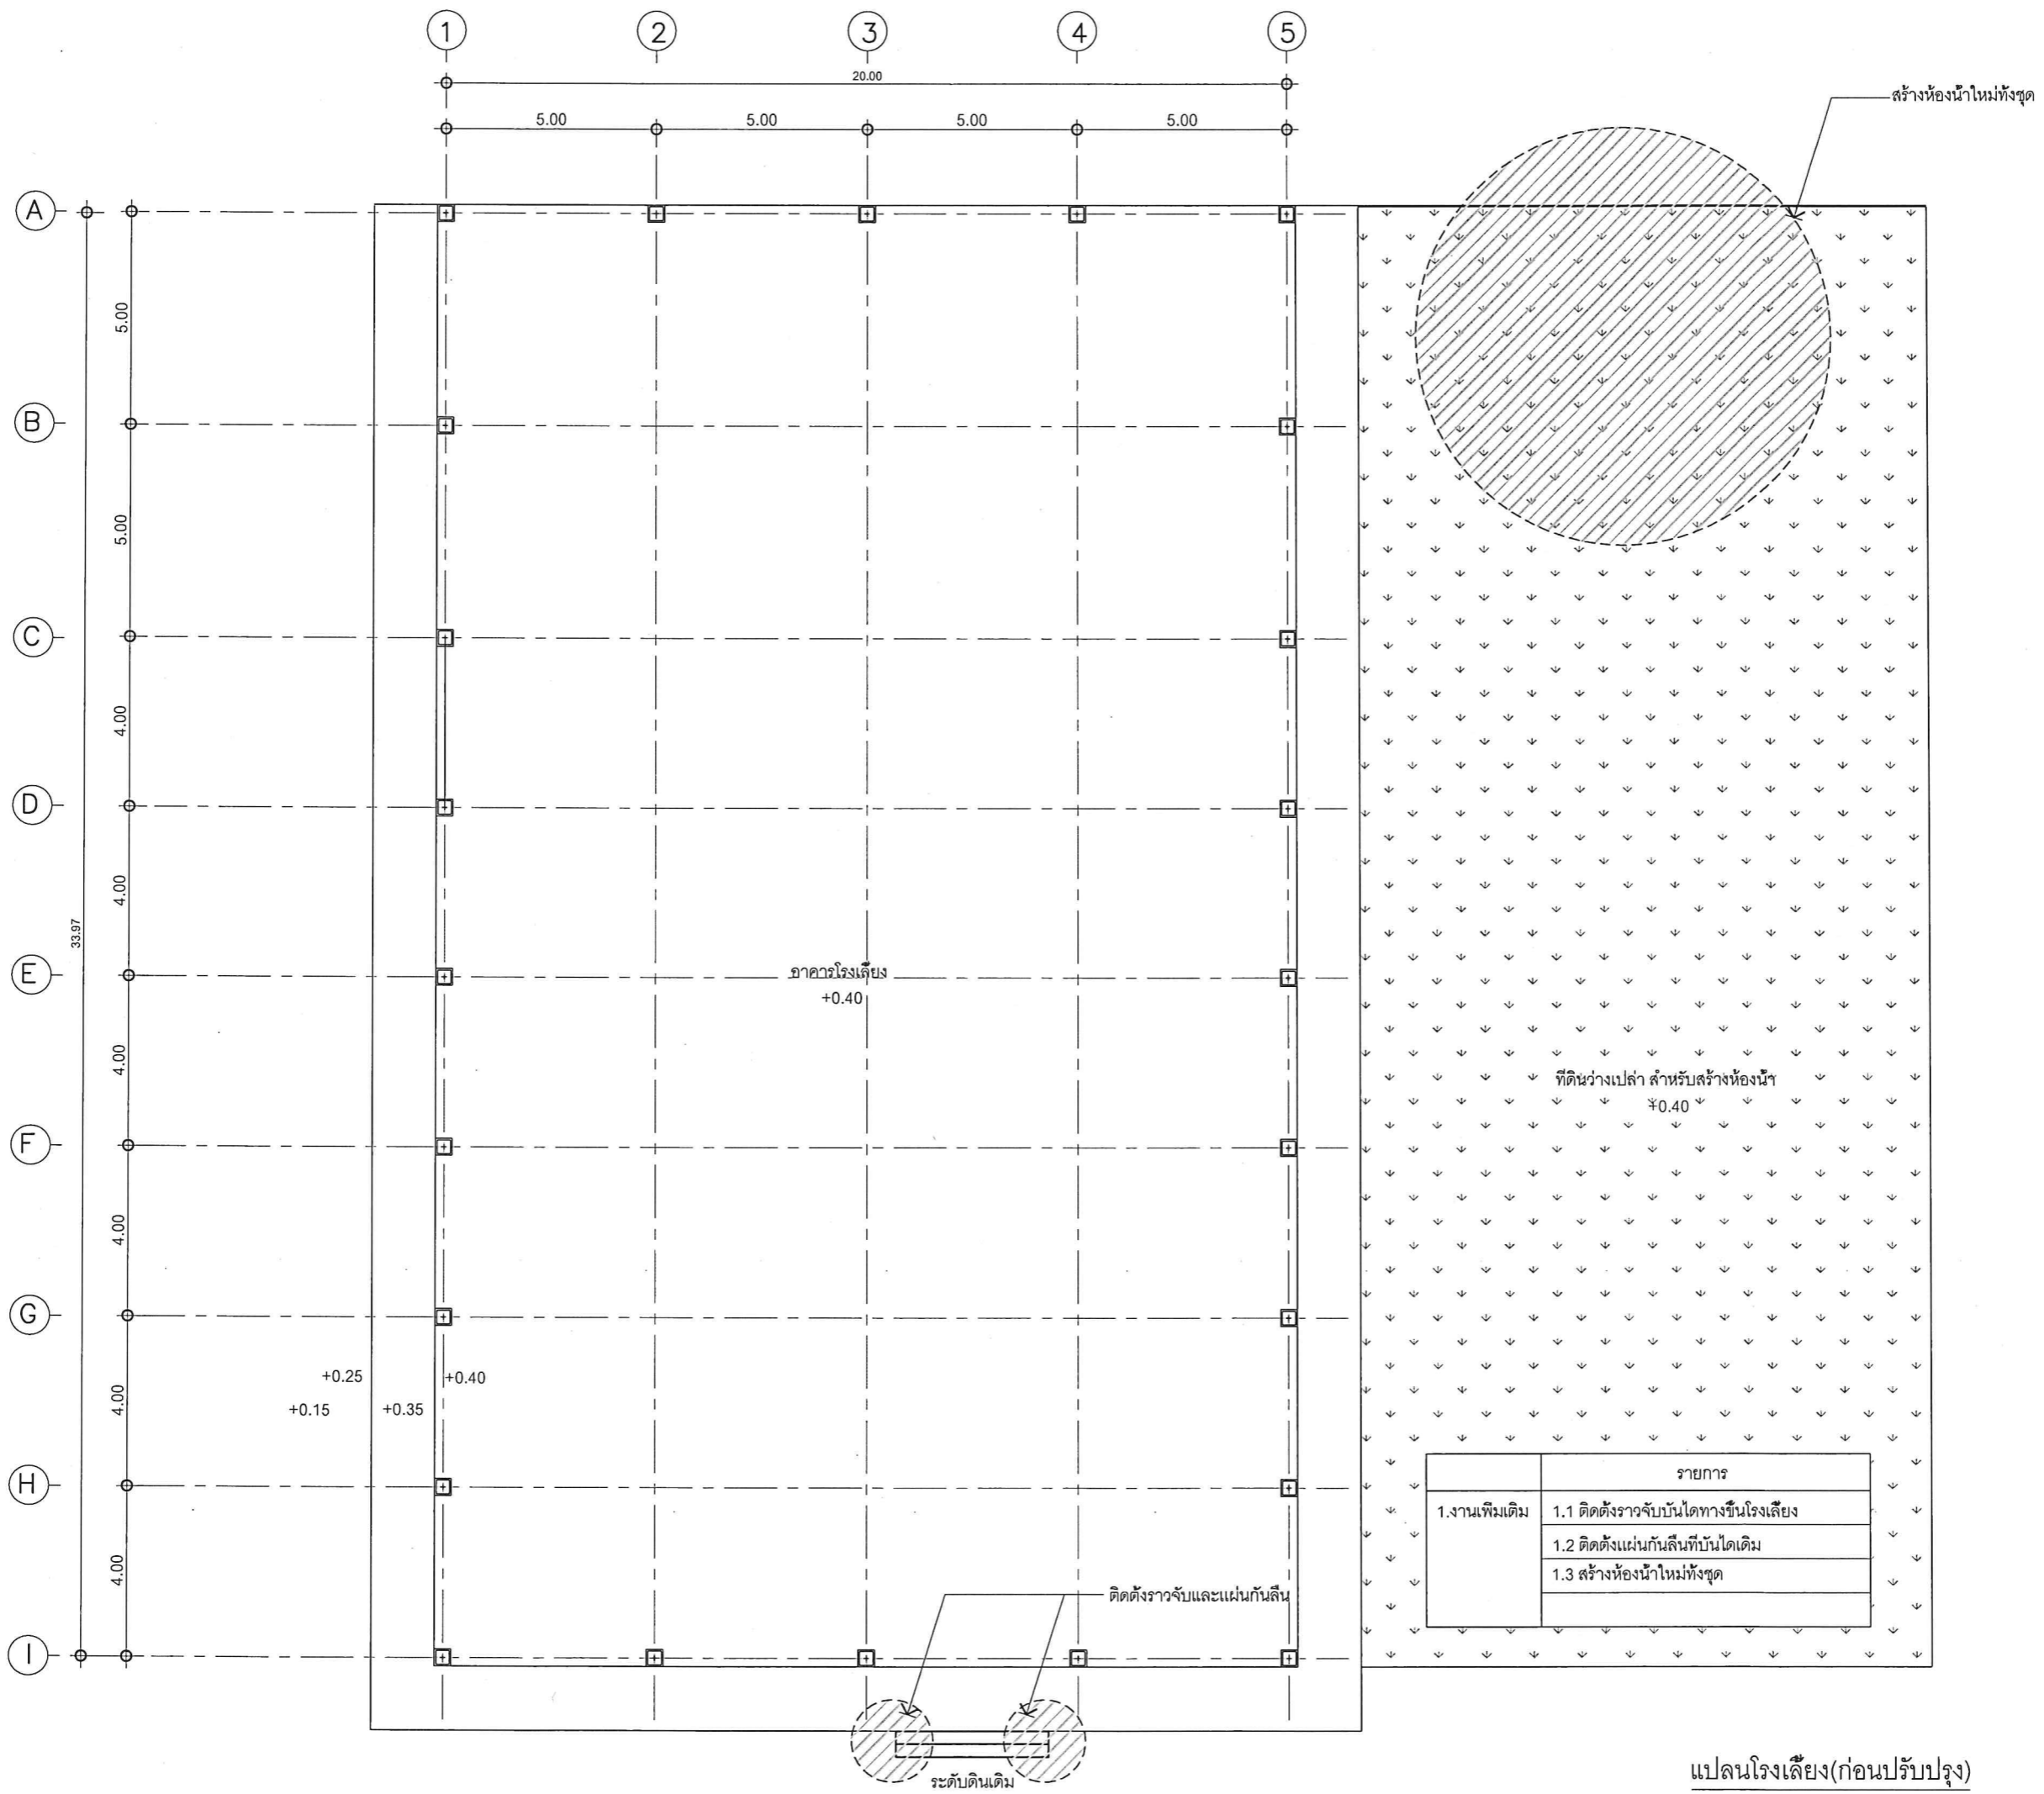 1 2 3 4 5
20.00
5.00 5.00 5.00 5.00
สร้างห้องน้ำใหม่ทั้งชุด
A
5.00
B
5.00
C
4.00
D
4.00
33.97
E
อาคารโรงเลี้ยง
+0.40
4.00
ที่ดินว่างเปล่า สำหรับสร้างห้องน้ำ
+0.40
F
4.00
G
+0.25 +0.40
+0.15 +0.35
4.00
H
รายการ
1.งานเพิ่มเติม 1.1 ติดตั้งราวจับบันไดทางขึ้นโรงเลี้ยง
1.2 ติดตั้งแผ่นกันลื่นที่บันไดเดิม
1.3 สร้างห้องน้ำใหม่ทั้งชุด
4.00
ติดตั้งราวจับและแผ่นกันลื่น
I
ระดับดินเดิม
แปลนโรงเลี้ยง(ก่อนปรับปรุง)